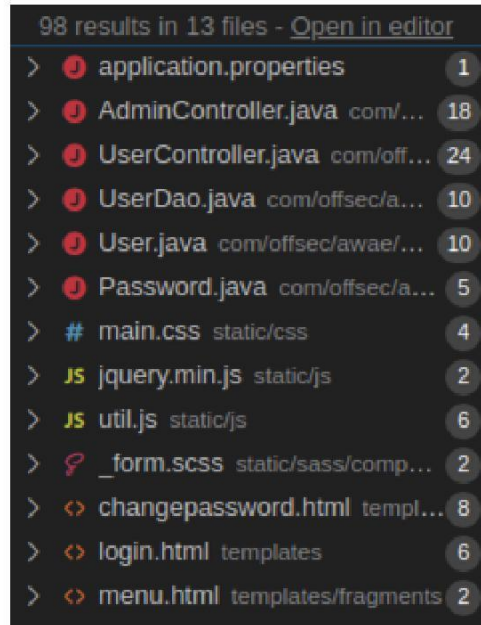 98 results in 13 files - Open in editor
application.properties 1
AdminController.java com/... 18
UserController.java com/off... 24
UserDao.java com/offsec/a... 10
User.java com/offsec/awae/... 10
Password.java com/offsec/a... 5
# main.css static/css 4
JS jquery.min.js static/js 2
JS util.js static/js 6
_form.scss static/sass/comp... 2
<> changepassword.html templ... 8
<> login.html templates 6
<> menu.html templates/fragments 2